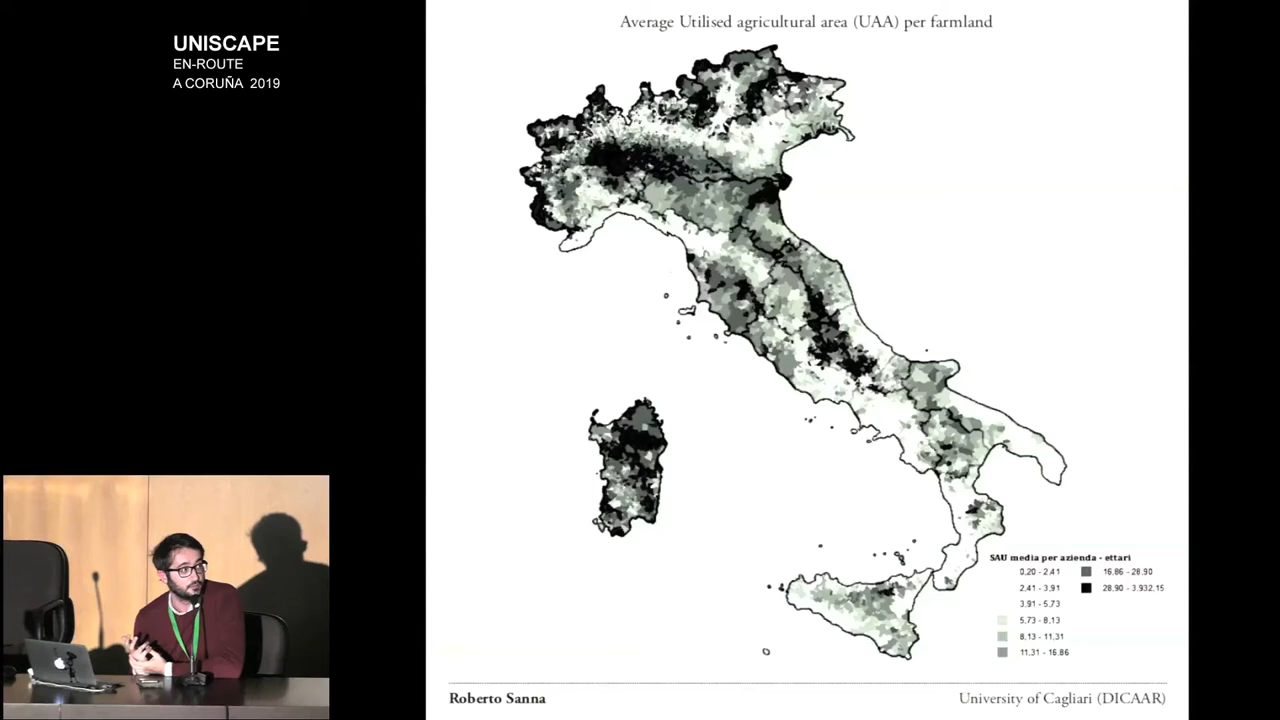 UNISCAPE
EN-ROUTE
A CORUÑA 2019
Average Utilised agricultural area (UAA) per farmland
SAU media per azienda - ettari
0,20 - 2.41
2.41 - 3.91
3.91 - 5.73
5.73 - 8.13
8.13 - 11.31
11.31 - 16.86
16.86 - 28.90
28.90 - 3.932.15
Roberto Sanna
University of Cagliari (DICAAR)